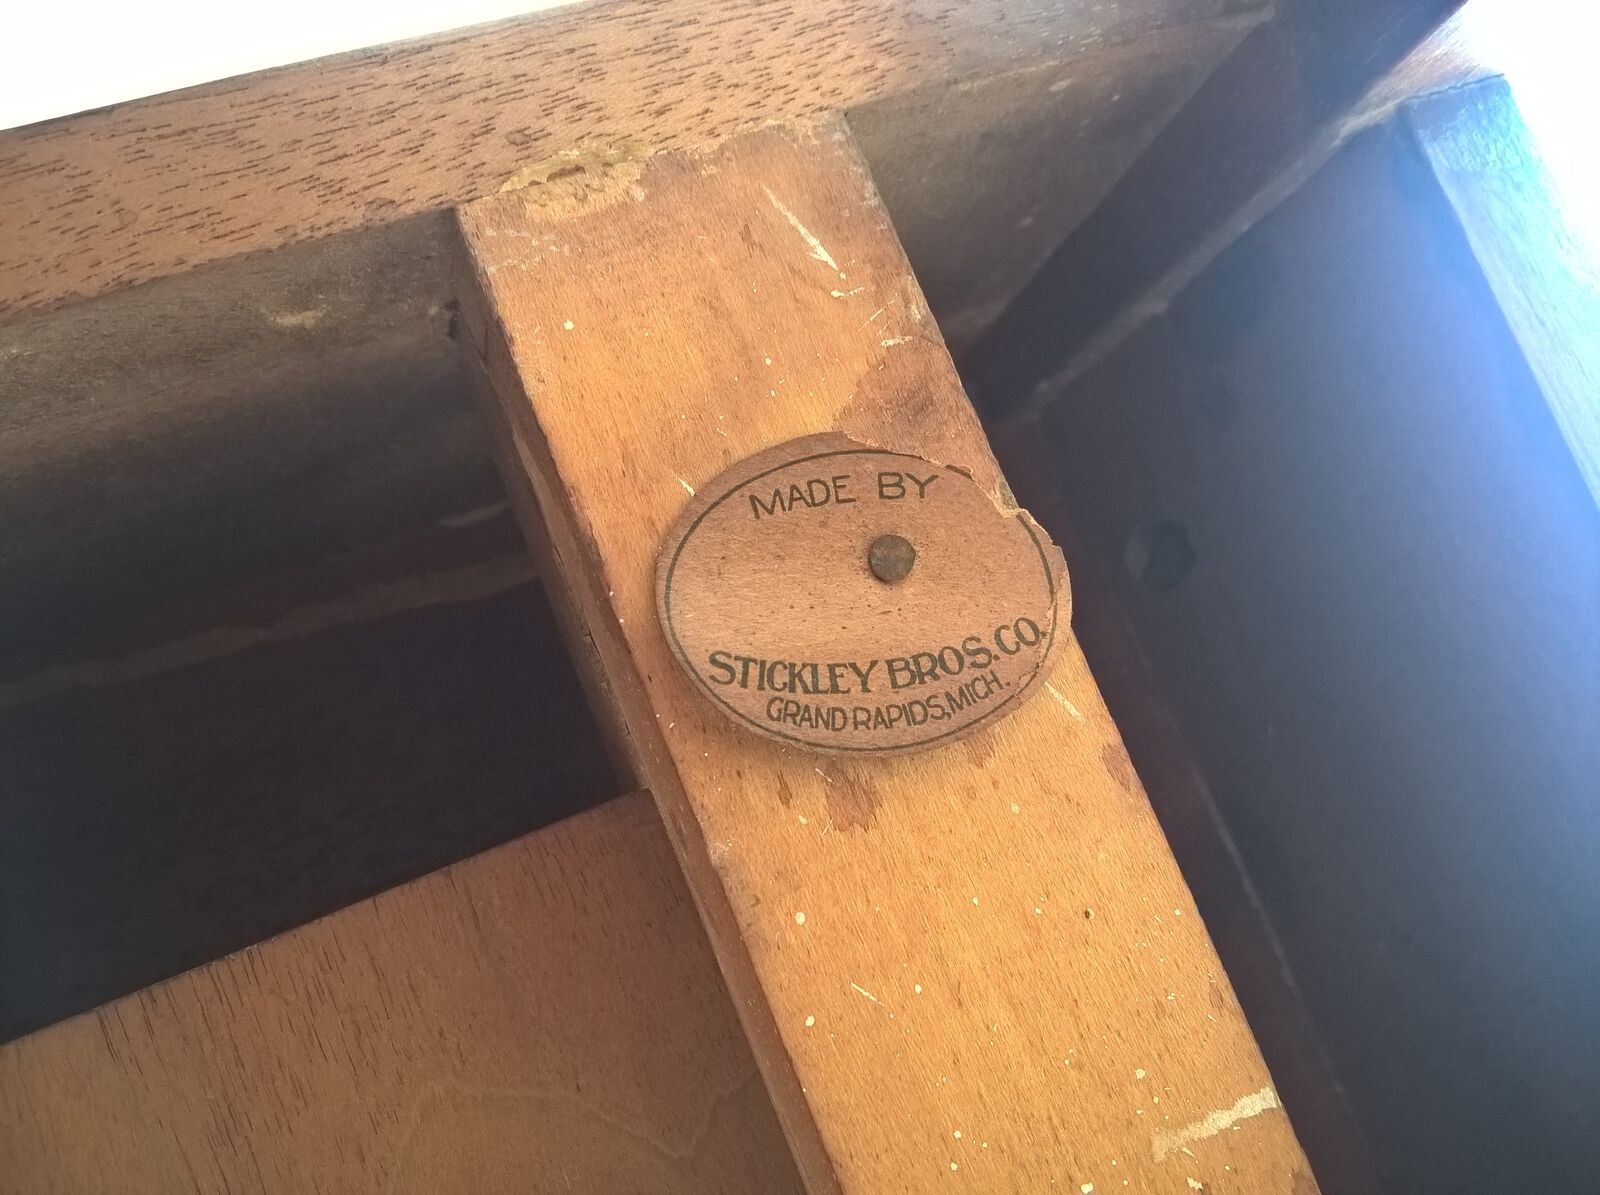 MADE BY
STICKLEY BROS. CO.
GRAND RAPIDS, MICH.